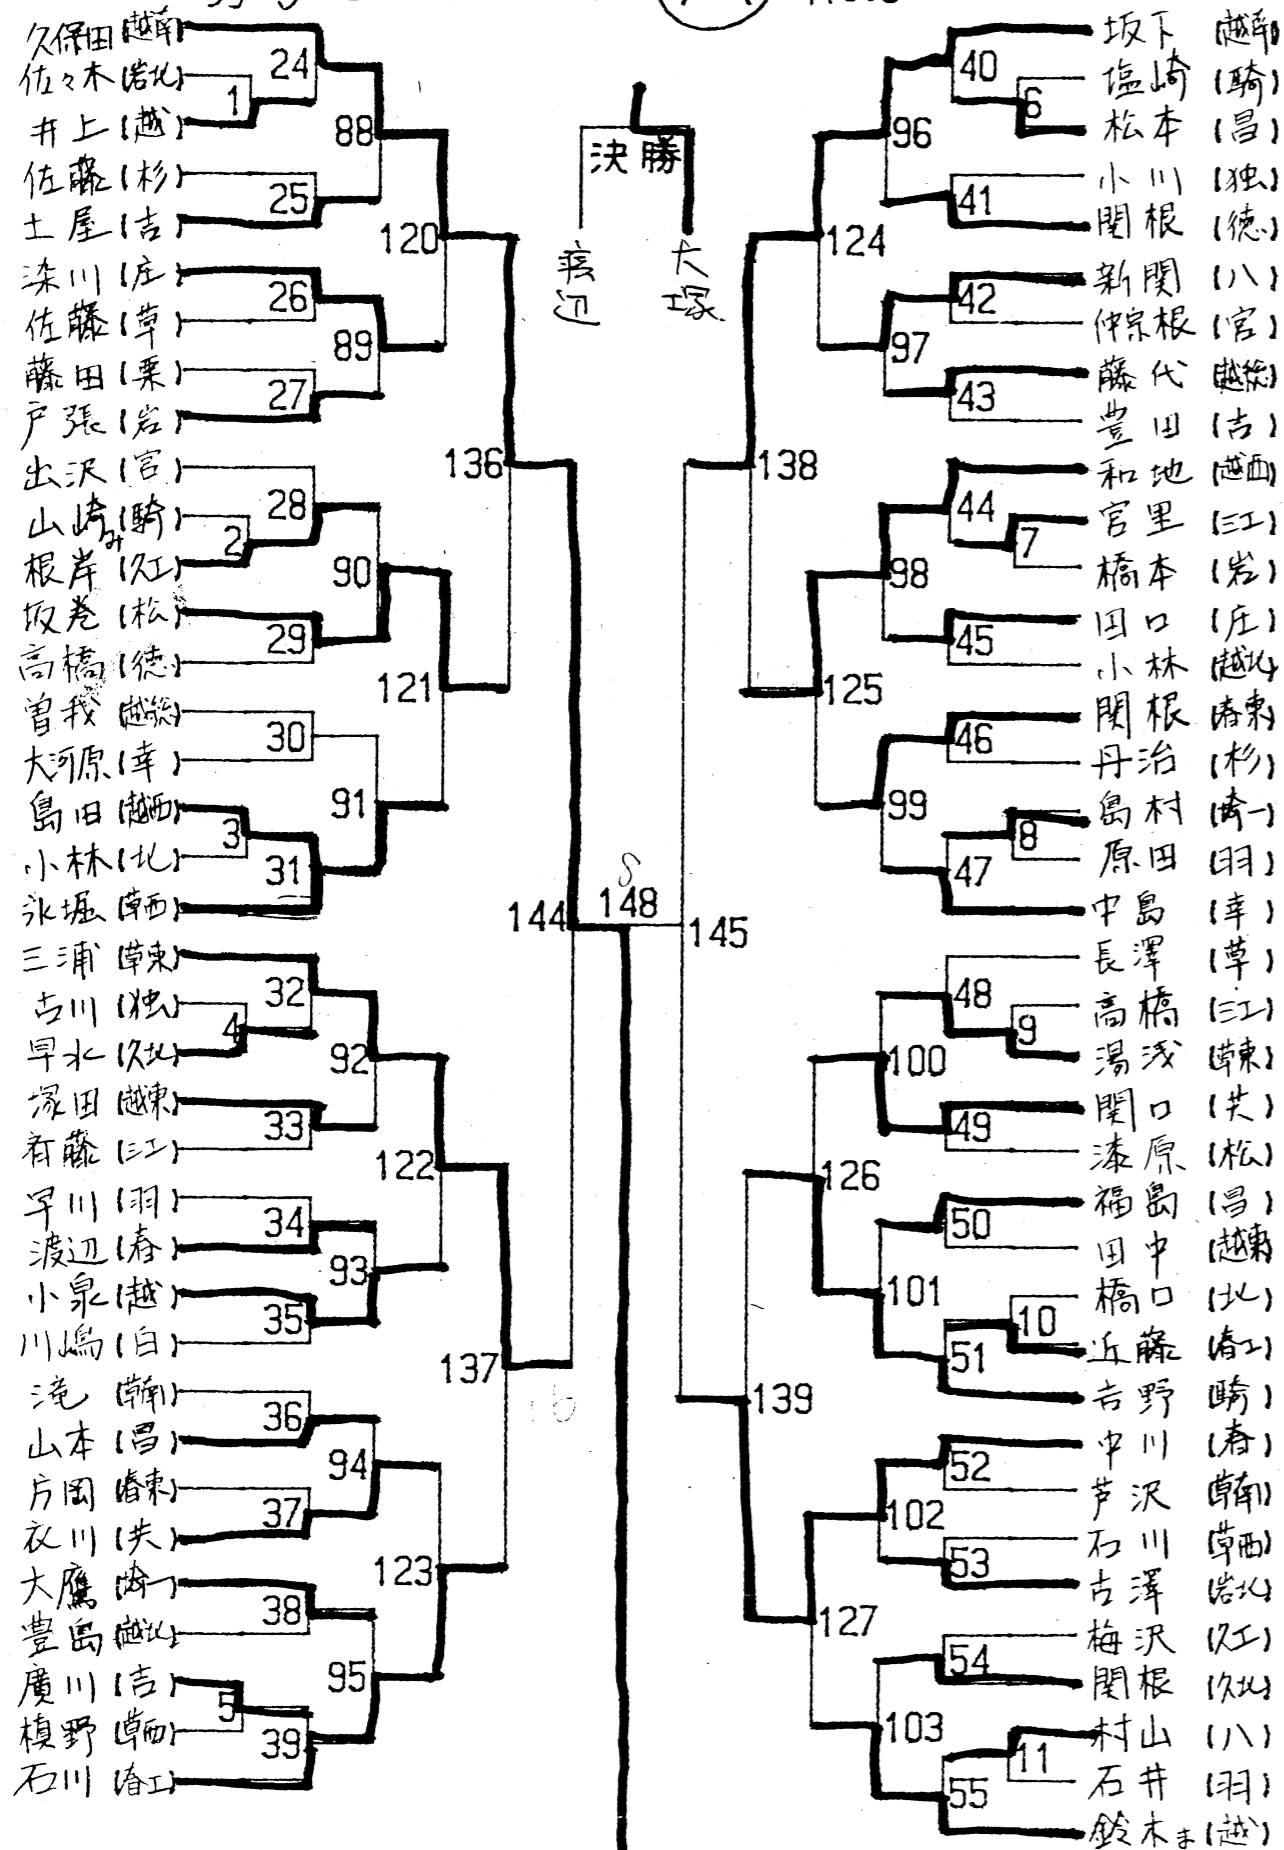 久保田 (越南)
佐々木 (岩北)
井上 (越)
佐藤 (杉)
土屋 (吉)
染川 (庄)
佐藤 (草)
藤田 (栗)
戸張 (岩)
出沢 (宮)
山崎み (騎)
根岸 (久工)
坂巻 (松)
高橋 (徳)
曽我 (越総)
大河原 (幸)
島田 (越西)
小林 (北)
氷堀 (草西)
三浦 (草東)
古川 (独)
早水 (久北)
塚田 (越東)
斉藤 (三江)
早川 (羽)
渡辺 (春)
小泉 (越)
川嶋 (白)
滝 (草南)
山本 (昌)
片岡 (春東)
衣川 (共)
大鷹 (埼一)
豊島 (越北)
廣川 (吉)
槙野 (草西)
石川 (春工)
1
2
3
4
5
24
25
26
27
28
29
30
31
32
33
34
35
36
37
38
39
88
89
90
91
92
93
94
95
120
121
122
123
136
137
144
決勝
大塚
148
145
138
139
124
125
126
127
96
97
98
99
100
101
102
103
40
41
42
43
44
45
46
47
48
49
50
51
52
53
54
55
6
7
8
9
10
11
坂下 (越南)
塩崎 (騎)
松本 (昌)
小川 (独)
関根 (徳)
新関 (八)
仲宗根 (宮)
藤代 (越総)
豊田 (吉)
和地 (越西)
宮里 (三江)
橋本 (岩)
田口 (庄)
小林 (越北)
関根 (春東)
丹治 (杉)
島村 (埼一)
原田 (羽)
中島 (幸)
長澤 (草)
高橋 (三江)
湯浅 (草東)
関口 (共)
漆原 (松)
福島 (昌)
田中 (越東)
橋口 (北)
近藤 (春工)
吉野 (騎)
中川 (春)
芦沢 (草南)
石川 (草西)
古澤 (岩北)
梅沢 (久工)
関根 (久北)
村山 (八)
石井 (羽)
鈴木ま (越)